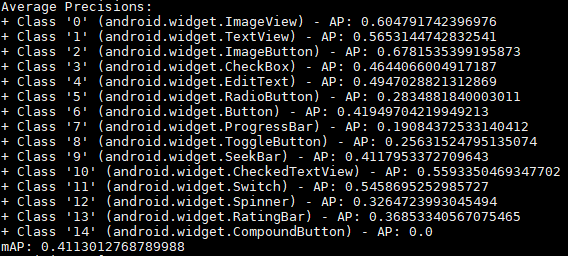 Average Precisions:
+ Class '0' (android.widget.ImageView) - AP: 0.604791742396976
+ Class '1' (android.widget.TextView) - AP: 0.5653144742832541
+ Class '2' (android.widget.ImageButton) - AP: 0.6781535399195873
+ Class '3' (android.widget.CheckBox) - AP: 0.4644066004917187
+ Class '4' (android.widget.EditText) - AP: 0.4947028821312869
+ Class '5' (android.widget.RadioButton) - AP: 0.2834881840003011
+ Class '6' (android.widget.Button) - AP: 0.41949704219949213
+ Class '7' (android.widget.ProgressBar) - AP: 0.19084372533140412
+ Class '8' (android.widget.ToggleButton) - AP: 0.25631524795135074
+ Class '9' (android.widget.SeekBar) - AP: 0.4117953372709643
+ Class '10' (android.widget.CheckedTextView) - AP: 0.5593350469347702
+ Class '11' (android.widget.Switch) - AP: 0.5458695252985727
+ Class '12' (android.widget.Spinner) - AP: 0.3264723993045494
+ Class '13' (android.widget.RatingBar) - AP: 0.36853340567075465
+ Class '14' (android.widget.CompoundButton) - AP: 0.0
mAP: 0.4113012768789988